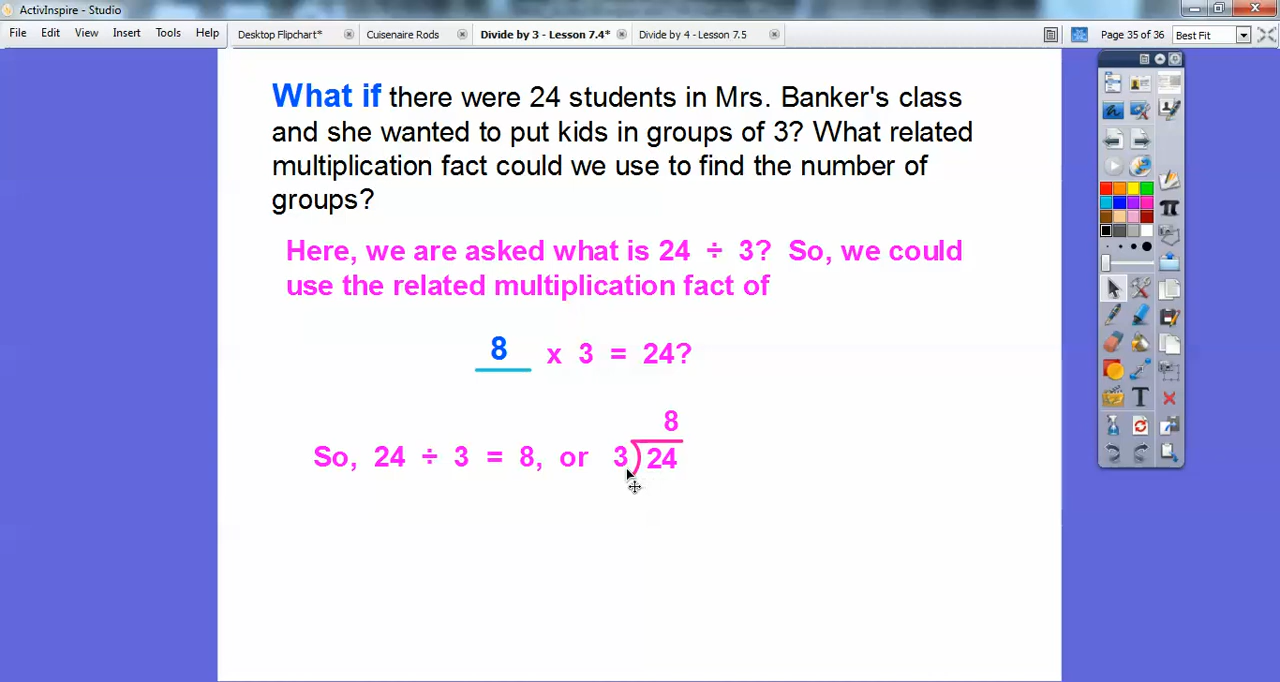 ActivInspire - Studio
File Edit View Insert Tools Help
Desktop Flipchart* Cuisenaire Rods Divide by 3 - Lesson 7.4* Divide by 4 - Lesson 7.5
Page 35 of 36 Best Fit
What if there were 24 students in Mrs. Banker's class
and she wanted to put kids in groups of 3? What related
multiplication fact could we use to find the number of
groups?
Here, we are asked what is 24 ÷ 3? So, we could
use the related multiplication fact of
8 x 3 = 24?
8
So, 24 ÷ 3 = 8, or 3)24